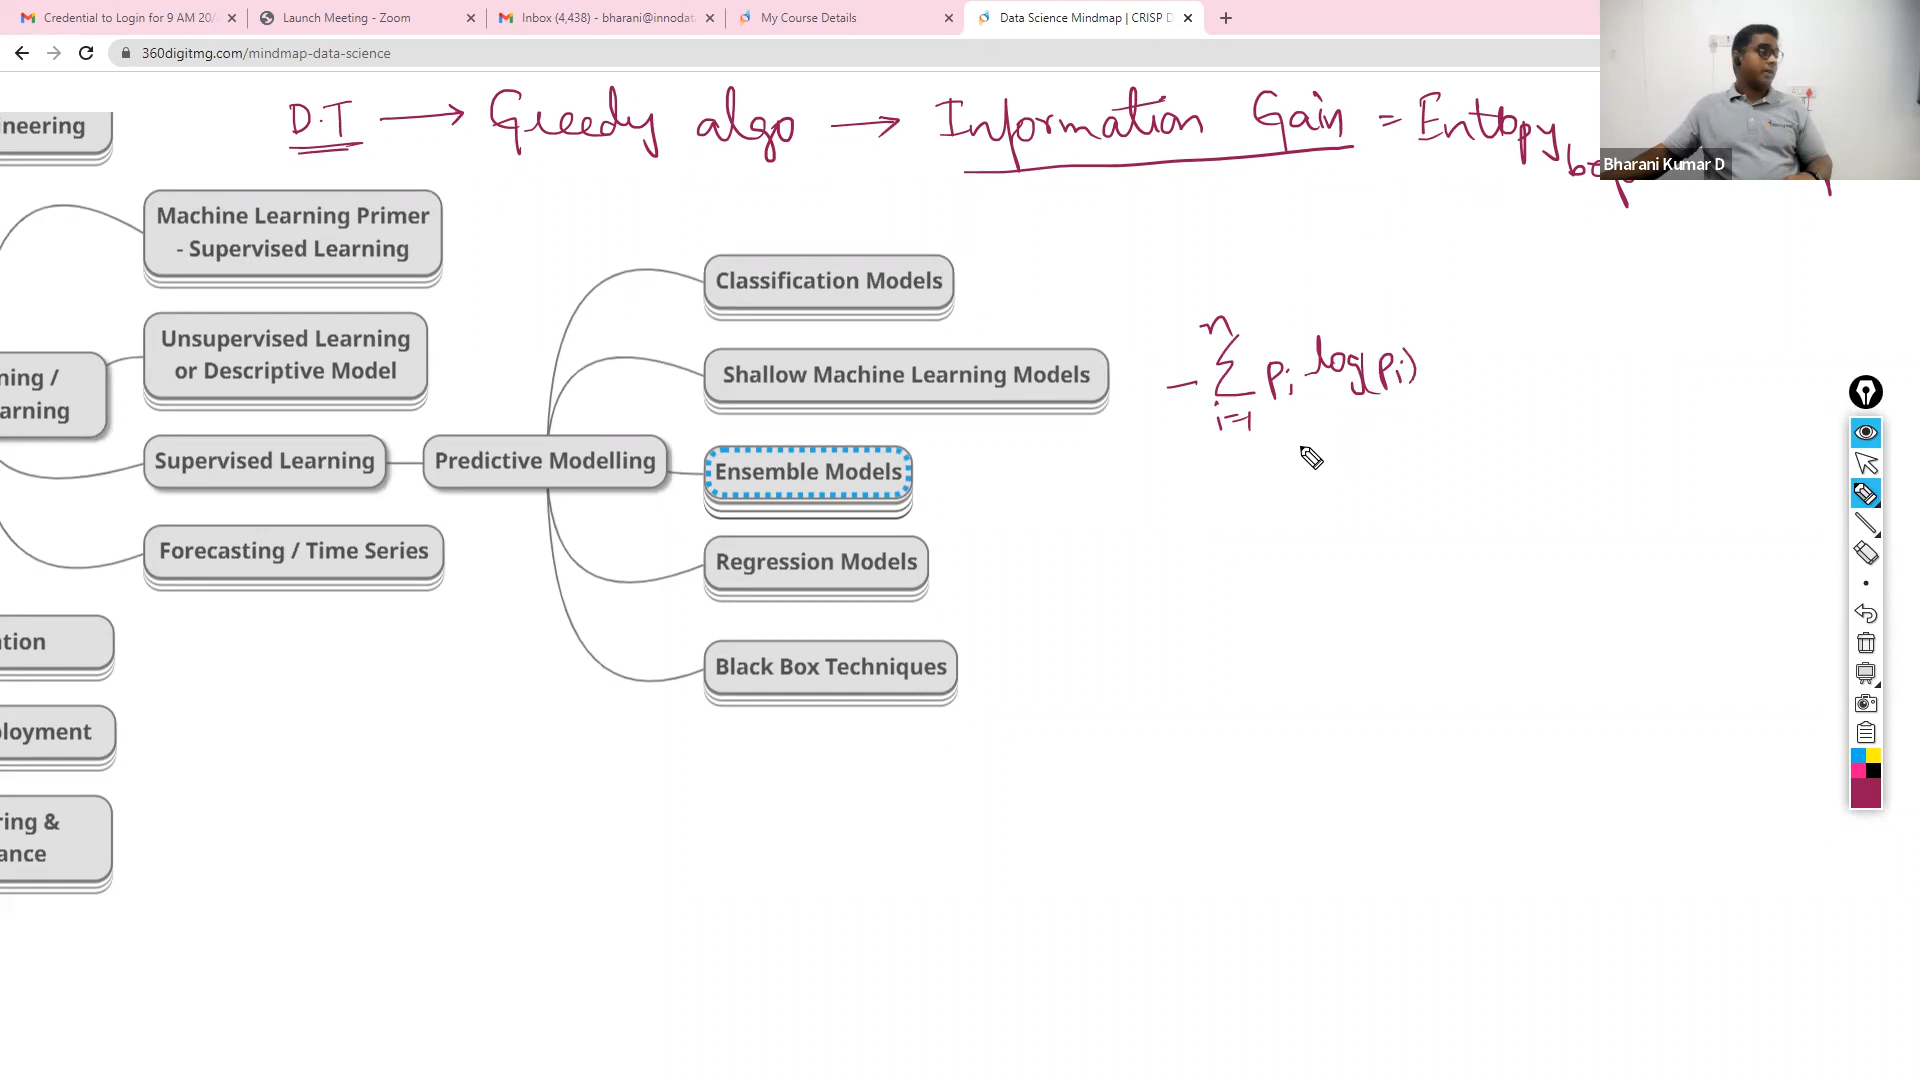 Credential to Login for 9 AM 20/
Launch Meeting - Zoom
Inbox (4,438) - bharani@innodat
My Course Details
Data Science Mindmap | CRISP D
360digitmg.com/mindmap-data-science
D.T → Greedy algo → Information Gain = Entropy
Bharani Kumar D
ineering
Machine Learning Primer
- Supervised Learning
Classification Models
Unsupervised Learning
or Descriptive Model
ning /
arning
Shallow Machine Learning Models
n
- ∑ pi log(pi)
i=1
Supervised Learning
Predictive Modelling
Ensemble Models
Forecasting / Time Series
Regression Models
ation
Black Box Techniques
ployment
ring &
ance